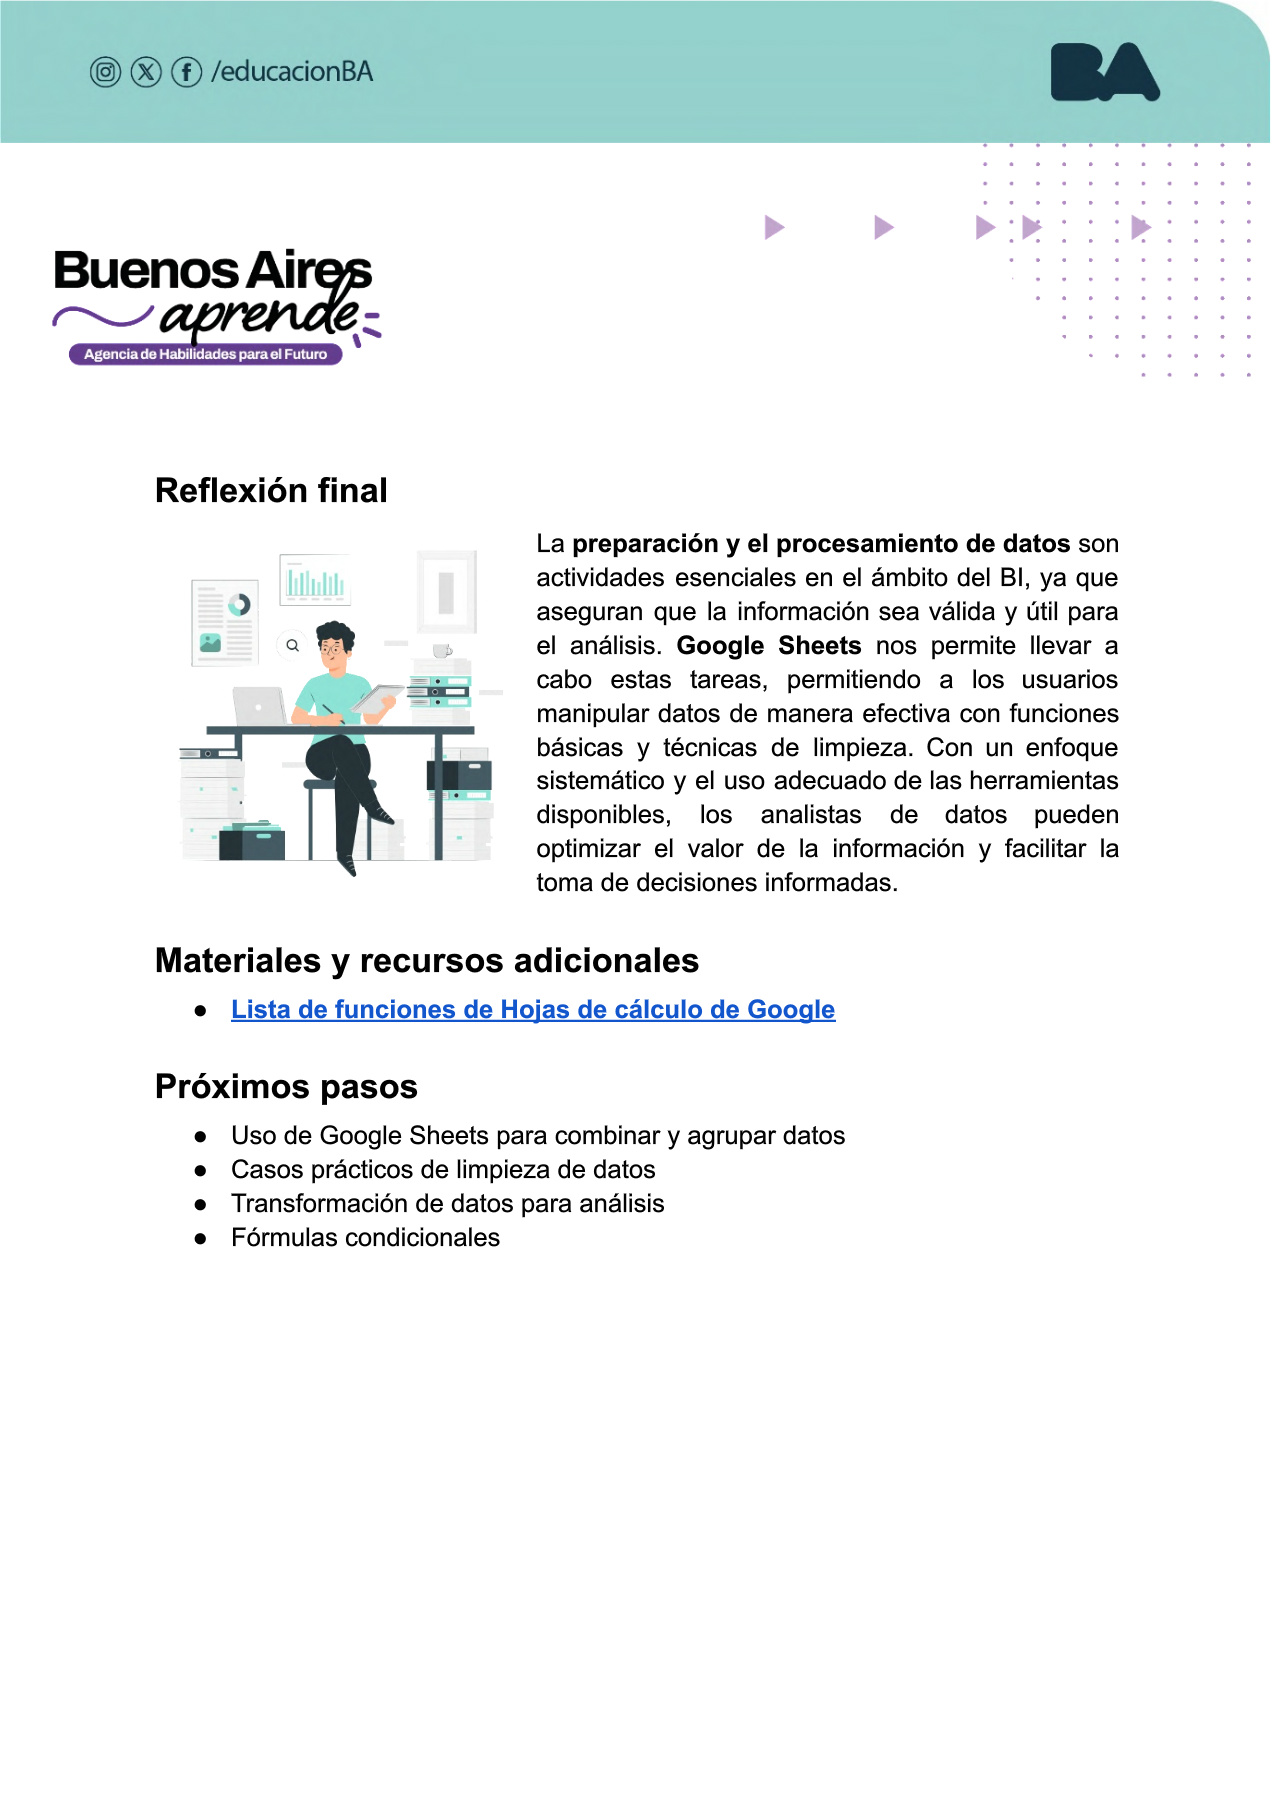 /educacionBA
BA
Buenos Aires
aprende
Agencia de Habilidades para el Futuro
Reflexión final
La preparación y el procesamiento de datos son
actividades esenciales en el ámbito del BI, ya que
aseguran que la información sea válida y útil para
el análisis. Google Sheets nos permite llevar a
cabo estas tareas, permitiendo a los usuarios
manipular datos de manera efectiva con funciones
básicas y técnicas de limpieza. Con un enfoque
sistemático y el uso adecuado de las herramientas
disponibles, los analistas de datos pueden
optimizar el valor de la información y facilitar la
toma de decisiones informadas.
Materiales y recursos adicionales
● Lista de funciones de Hojas de cálculo de Google
Próximos pasos
● Uso de Google Sheets para combinar y agrupar datos
● Casos prácticos de limpieza de datos
● Transformación de datos para análisis
● Fórmulas condicionales